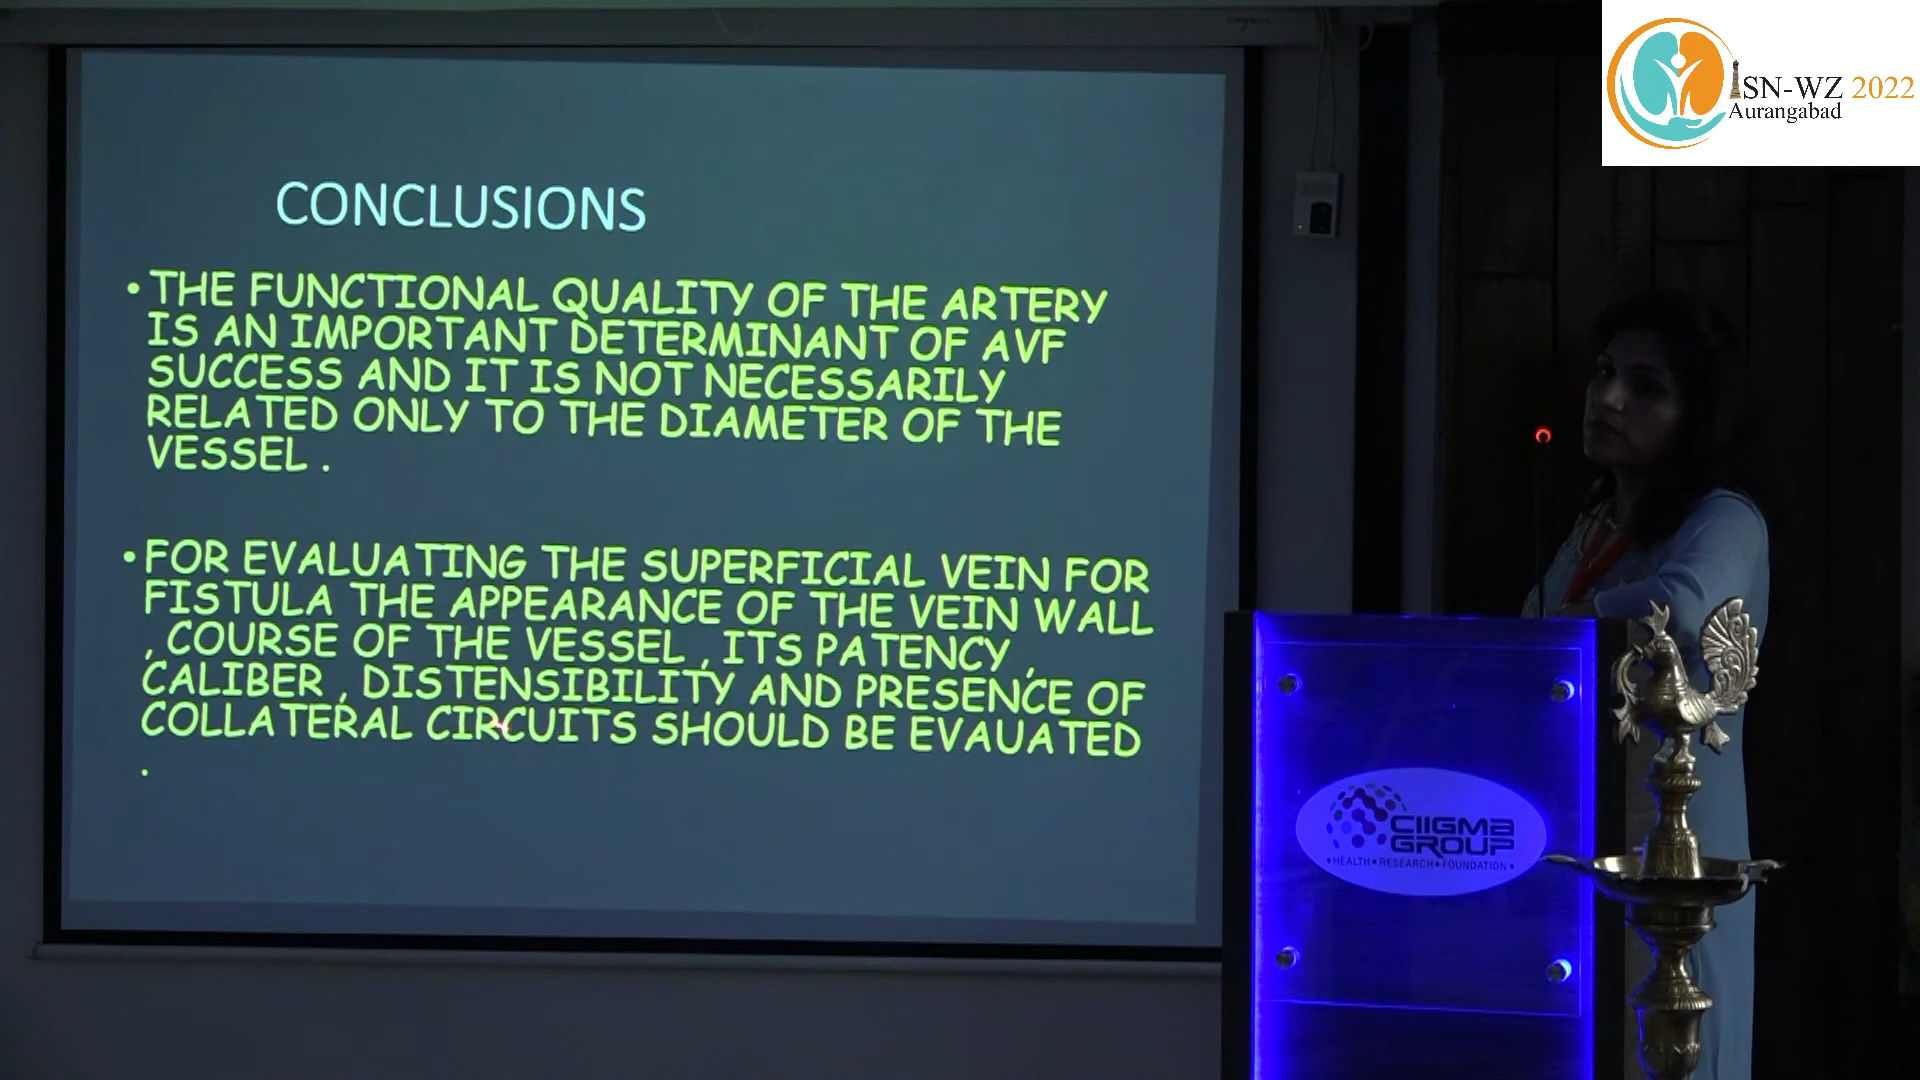 ISN-WZ 2022
Aurangabad
CONCLUSIONS
• THE FUNCTIONAL QUALITY OF THE ARTERY
IS AN IMPORTANT DETERMINANT OF AVF
SUCCESS AND IT IS NOT NECESSARILY
RELATED ONLY TO THE DIAMETER OF THE
VESSEL .
• FOR EVALUATING THE SUPERFICIAL VEIN FOR
FISTULA THE APPEARANCE OF THE VEIN WALL
, COURSE OF THE VESSEL , ITS PATENCY ,
CALIBER , DISTENSIBILITY AND PRESENCE OF
COLLATERAL CIRCUITS SHOULD BE EVAUATED
.
CIIGMA
GROUP
•HEALTH•RESEARCH•FOUNDATION•